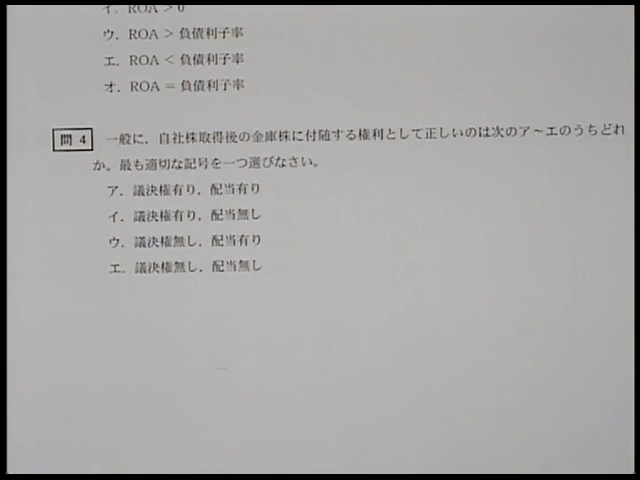 イ．ROA > 0
ウ．ROA > 負債利子率
エ．ROA < 負債利子率
オ．ROA = 負債利子率
問 4 一般に，自社株取得後の金庫株に付随する権利として正しいのは次のア～エのうちどれ
か。最も適切な記号を一つ選びなさい。
ア．議決権有り，配当有り
イ．議決権有り，配当無し
ウ．議決権無し，配当有り
エ．議決権無し，配当無し